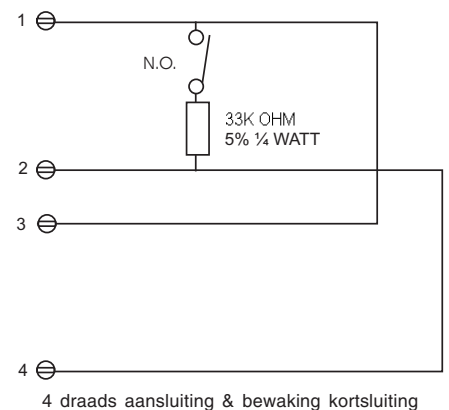 1
N.O.
33K OHM
5% ¼ WATT
2
3
4
4 draads aansluiting & bewaking kortsluiting